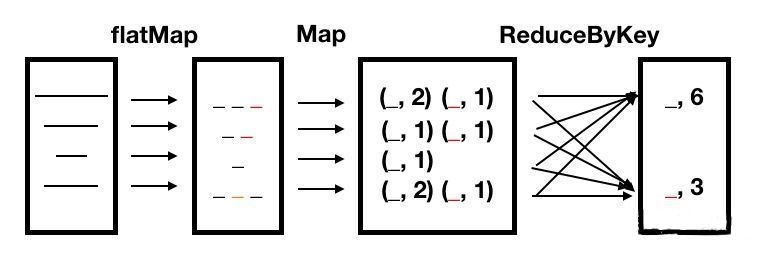 flatMap Map ReduceByKey
(_, 2) (_, 1)
(_, 1) (_, 1)
(_, 1)
(_, 2) (_, 1)
_, 6
_, 3